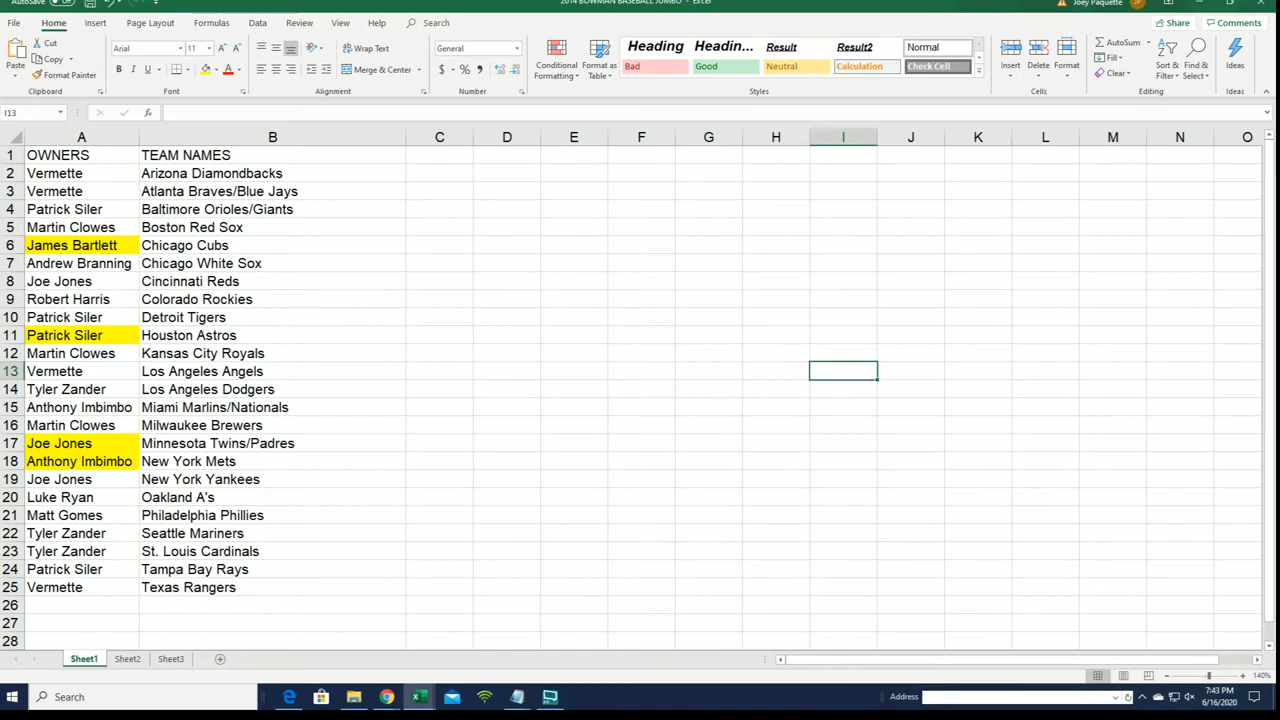 AutoSave Off 2014 BOWMAN BASEBALL JUMBO - Excel Joey Paquette JP
File Home Insert Page Layout Formulas Data Review View Help Search Share Comments
Paste Cut Copy Format Painter Clipboard
Arial 11 A A B I U A Font
Wrap Text Merge & Center Alignment
General $ % 9 Number
Conditional Formatting Format as Table
Heading Headin... Result Result2 Normal
Bad Good Neutral Calculation Check Cell
Styles
Insert Delete Format Cells
AutoSum Fill Clear Sort & Filter Find & Select Editing
Ideas Ideas
I13 fx
A B C D E F G H I J K L M N O
1 OWNERS TEAM NAMES
2 Vermette Arizona Diamondbacks
3 Vermette Atlanta Braves/Blue Jays
4 Patrick Siler Baltimore Orioles/Giants
5 Martin Clowes Boston Red Sox
6 James Bartlett Chicago Cubs
7 Andrew Branning Chicago White Sox
8 Joe Jones Cincinnati Reds
9 Robert Harris Colorado Rockies
10 Patrick Siler Detroit Tigers
11 Patrick Siler Houston Astros
12 Martin Clowes Kansas City Royals
13 Vermette Los Angeles Angels
14 Tyler Zander Los Angeles Dodgers
15 Anthony Imbimbo Miami Marlins/Nationals
16 Martin Clowes Milwaukee Brewers
17 Joe Jones Minnesota Twins/Padres
18 Anthony Imbimbo New York Mets
19 Joe Jones New York Yankees
20 Luke Ryan Oakland A's
21 Matt Gomes Philadelphia Phillies
22 Tyler Zander Seattle Mariners
23 Tyler Zander St. Louis Cardinals
24 Patrick Siler Tampa Bay Rays
25 Vermette Texas Rangers
26
27
28
Sheet1 Sheet2 Sheet3
140%
Search Address 7:43 PM
6/16/2020